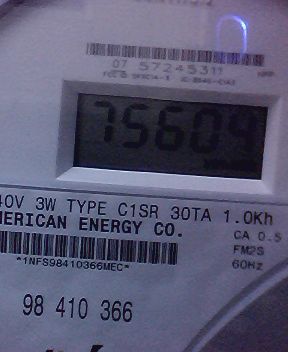 07 57245311
75604
40V 3W TYPE C1SR 30TA 1.0Kh
MERICAN ENERGY CO.
CA 0.5
FM2S
60Hz
*1NFS98410366MEC*
98 410 366